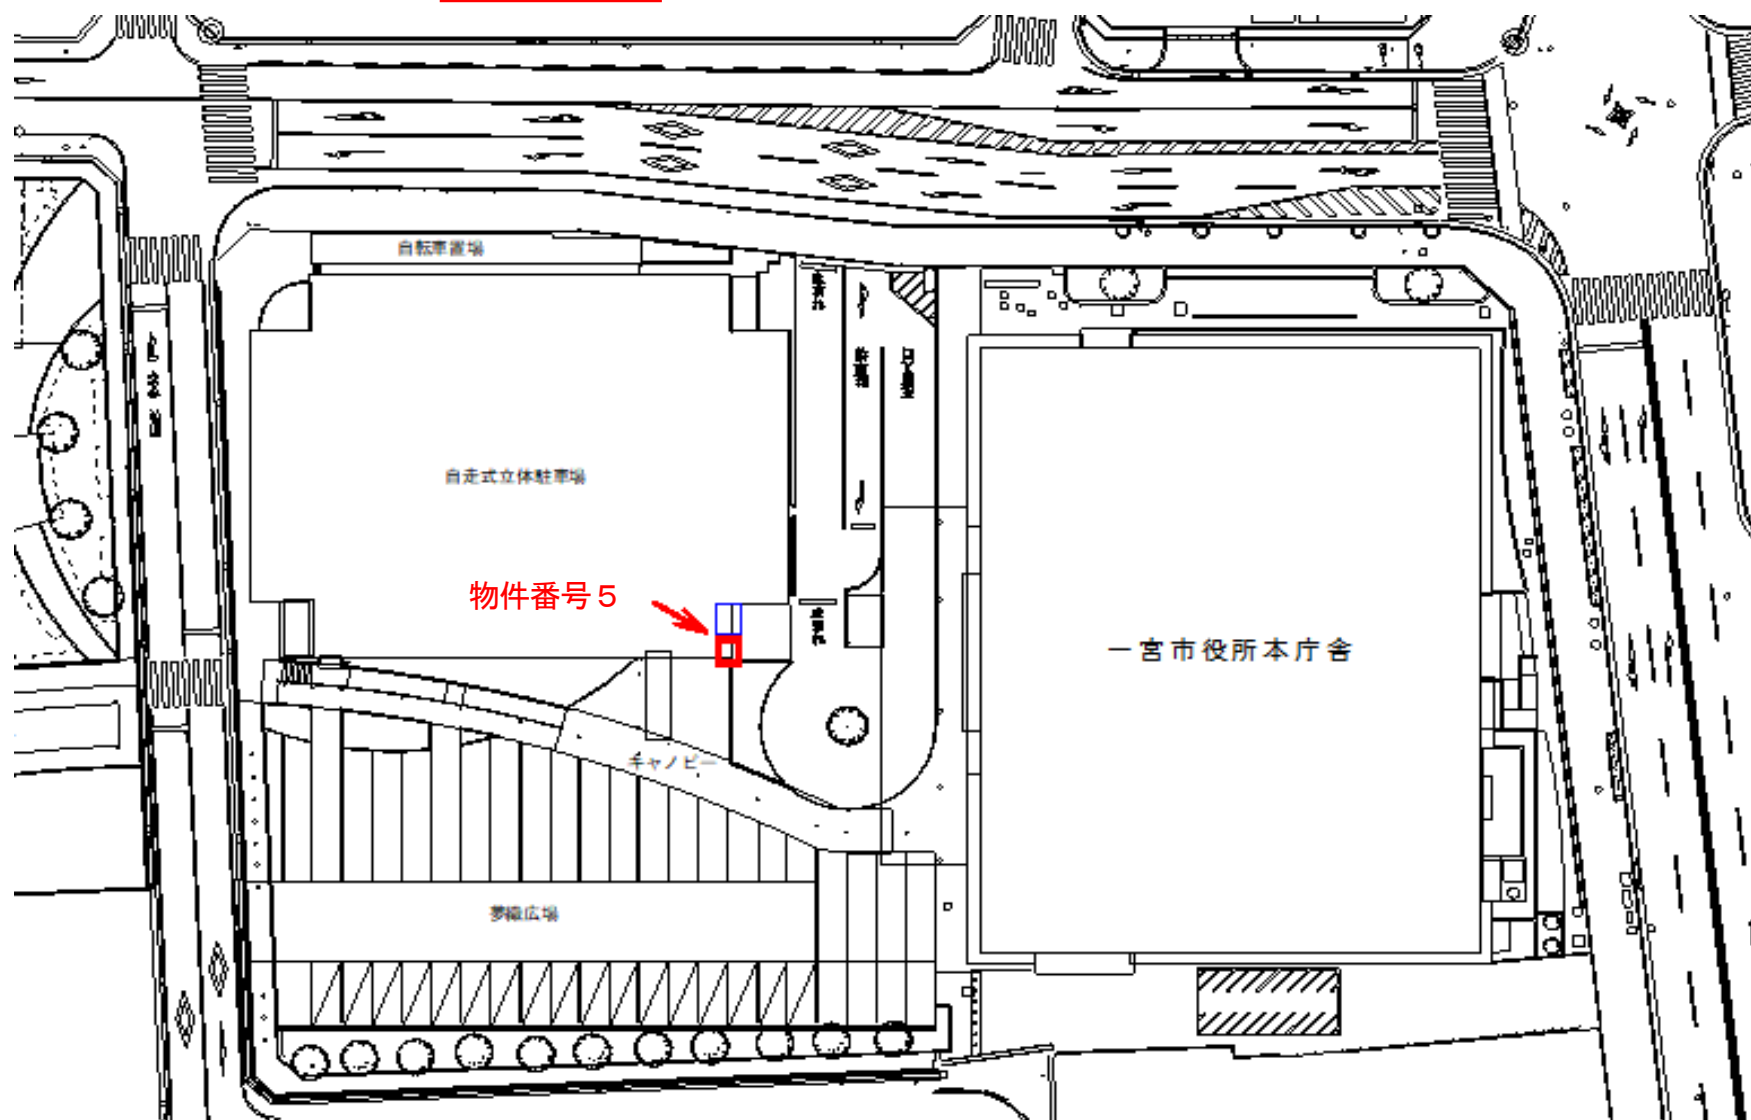 自転車置場
自走式立体駐車場
物件番号５
一宮市役所本庁舎
キャノピー
夢織広場